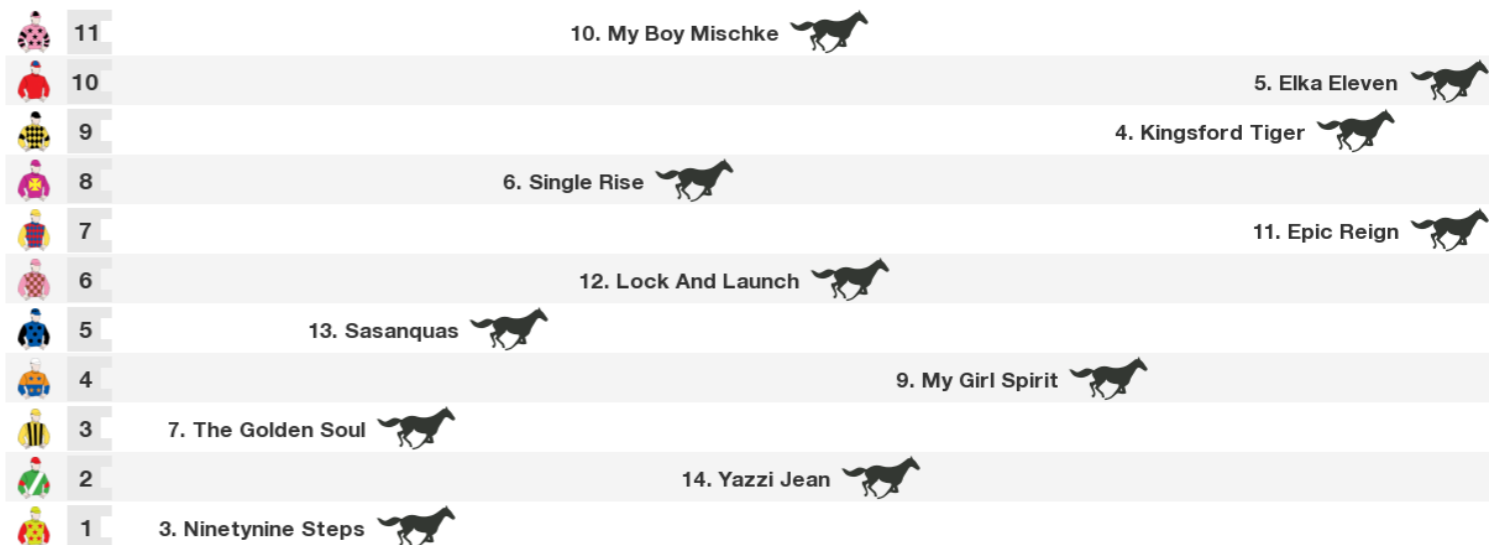 11 10. My Boy Mischke
10 5. Elka Eleven
9 4. Kingsford Tiger
8 6. Single Rise
7 11. Epic Reign
6 12. Lock And Launch
5 13. Sasanquas
4 9. My Girl Spirit
3 7. The Golden Soul
2 14. Yazzi Jean
1 3. Ninetynine Steps